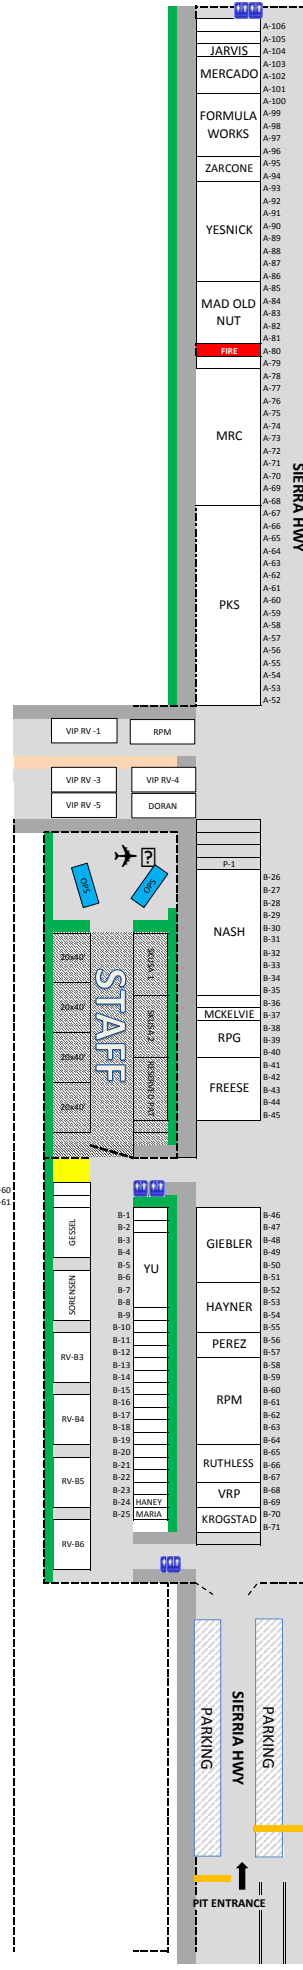 A-106
A-105
JARVIS A-104
A-103
MERCADO A-102
A-101
A-100
FORMULA A-99
A-98
WORKS A-97
A-96
ZARCONE A-95
A-94
A-93
A-92
A-91
YESNICK A-90
A-89
A-88
A-87
A-86
A-85
MAD OLD A-84
A-83
NUT A-82
A-81
FIRE A-80
A-79
A-78
A-77
A-76
A-75
A-74
MRC A-73
A-72
A-71
A-70
A-69
A-68
SIERRA HWY
A-67
A-66
A-65
A-64
A-63
A-62
A-61
PKS A-60
A-59
A-58
A-57
A-56
A-55
A-54
A-53
A-52
VIP RV -1 RPM
VIP RV -3 VIP RV-4
VIP RV -5 DORAN
OPS OPS
P-1
B-26
B-27
B-28
B-29
B-30
B-31
NASH
B-32
B-33
B-34
B-35
B-36
MCKELVIE B-37
B-38
RPG B-39
B-40
B-41
B-42
FREESE B-43
B-44
B-45
20x40'
20x40'
20x40'
20x40'
STAFF
SKUSA 1
SKUSA 2
RESERVED PAT
-60
-61
GESSEL
SORENSEN
RV-B3
RV-B4
RV-B5
RV-B6
B-1
B-2
B-3
B-4
YU
B-5
B-6
B-7
B-8
B-9
B-10
B-11
B-12
B-13
B-14
B-15
B-16
B-17
B-18
B-19
B-20
B-21
B-22
B-23
B-24 HANEY
B-25 MARIA
B-46
B-47
B-48
GIEBLER
B-49
B-50
B-51
B-52
HAYNER B-53
B-54
B-55
PEREZ B-56
B-57
B-58
B-59
B-60
RPM B-61
B-62
B-63
B-64
B-65
RUTHLESS B-66
B-67
VRP B-68
B-69
KROGSTAD B-70
B-71
PARKING
SIERRIA HWY
PARKING
PIT ENTRANCE